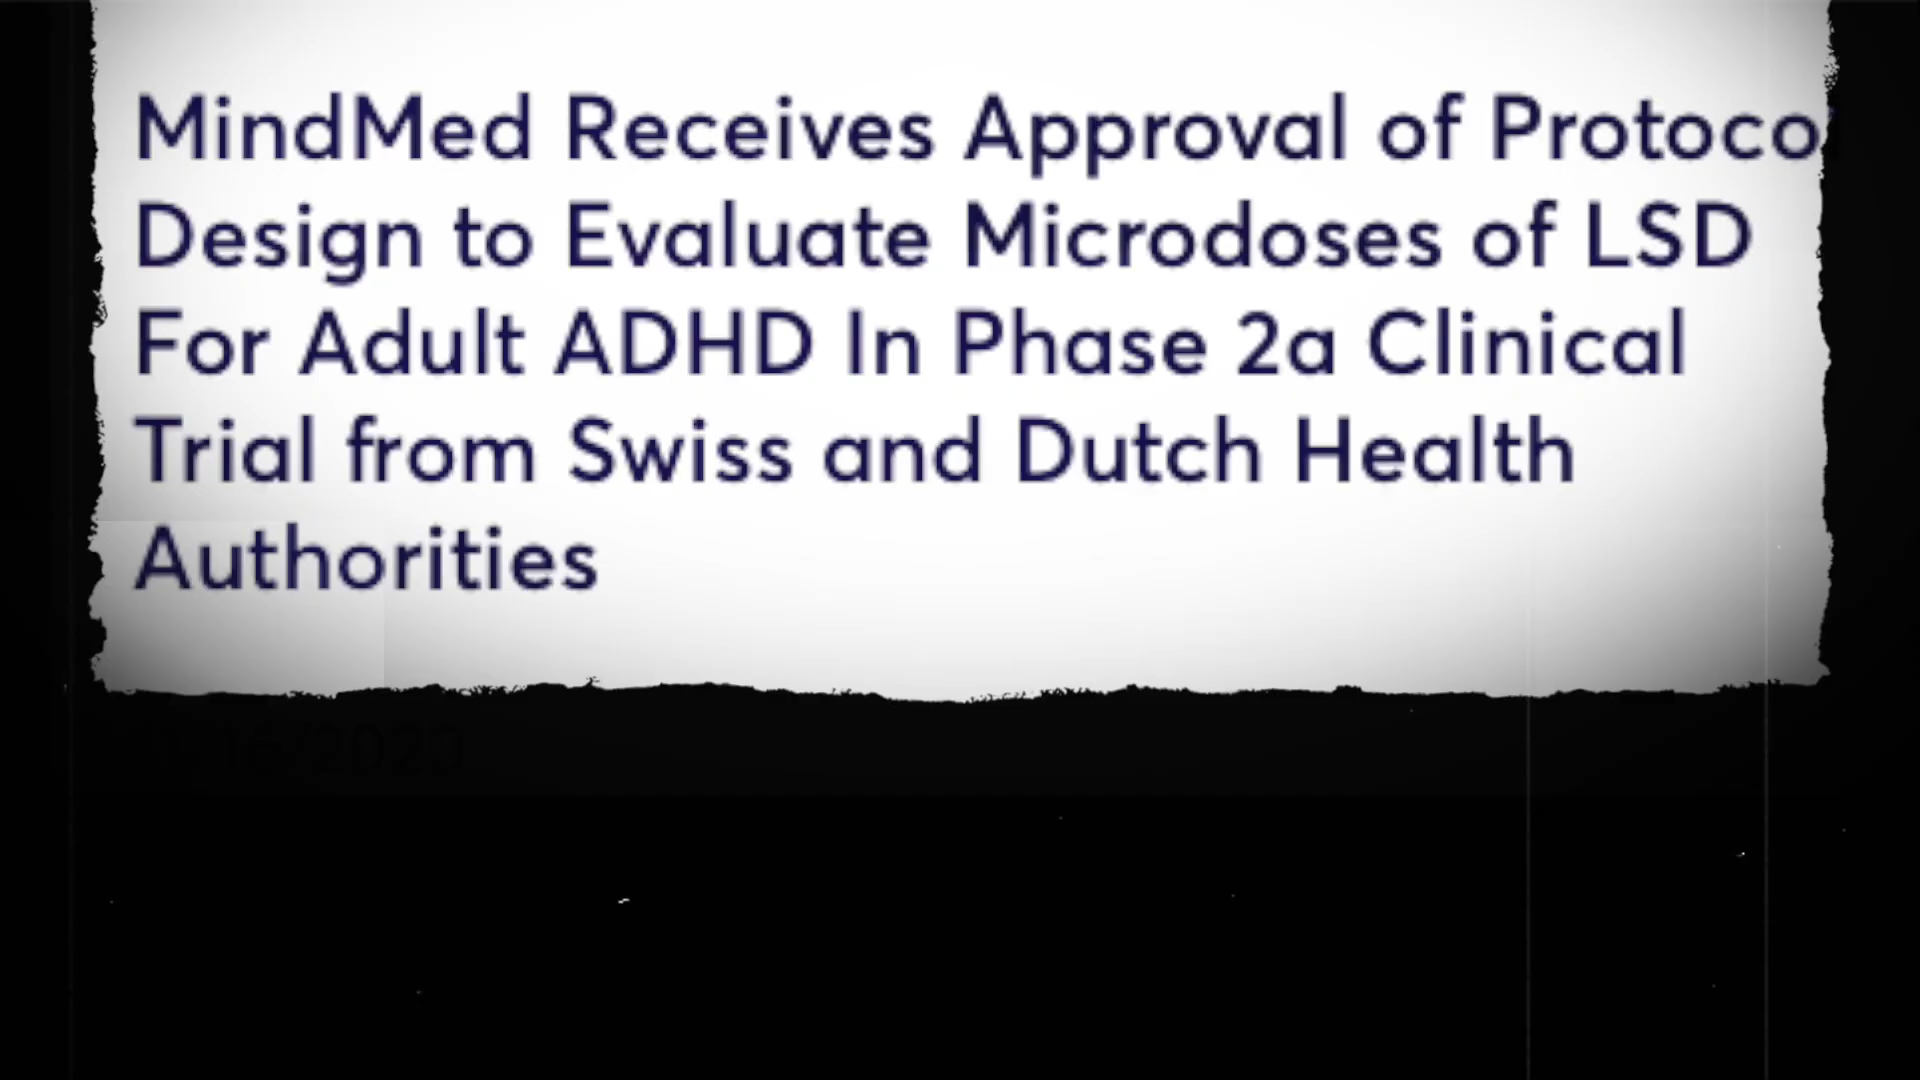 MindMed Receives Approval of Protocol
Design to Evaluate Microdoses of LSD
For Adult ADHD In Phase 2a Clinical
Trial from Swiss and Dutch Health
Authorities